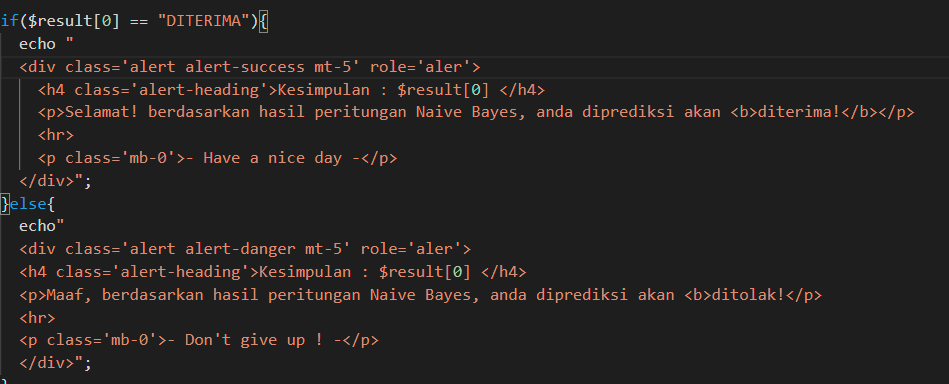 if($result[0] == "DITERIMA"){
echo "
<div class='alert alert-success mt-5' role='aler'>
<h4 class='alert-heading'>Kesimpulan : $result[0] </h4>
<p>Selamat! berdasarkan hasil peritungan Naive Bayes, anda diprediksi akan <b>diterima!</b></p>
<hr>
<p class='mb-0'>- Have a nice day -</p>
</div>";
}else{
echo"
<div class='alert alert-danger mt-5' role='aler'>
<h4 class='alert-heading'>Kesimpulan : $result[0] </h4>
<p>Maaf, berdasarkan hasil peritungan Naive Bayes, anda diprediksi akan <b>ditolak!</p>
<hr>
<p class='mb-0'>- Don't give up ! -</p>
</div>";